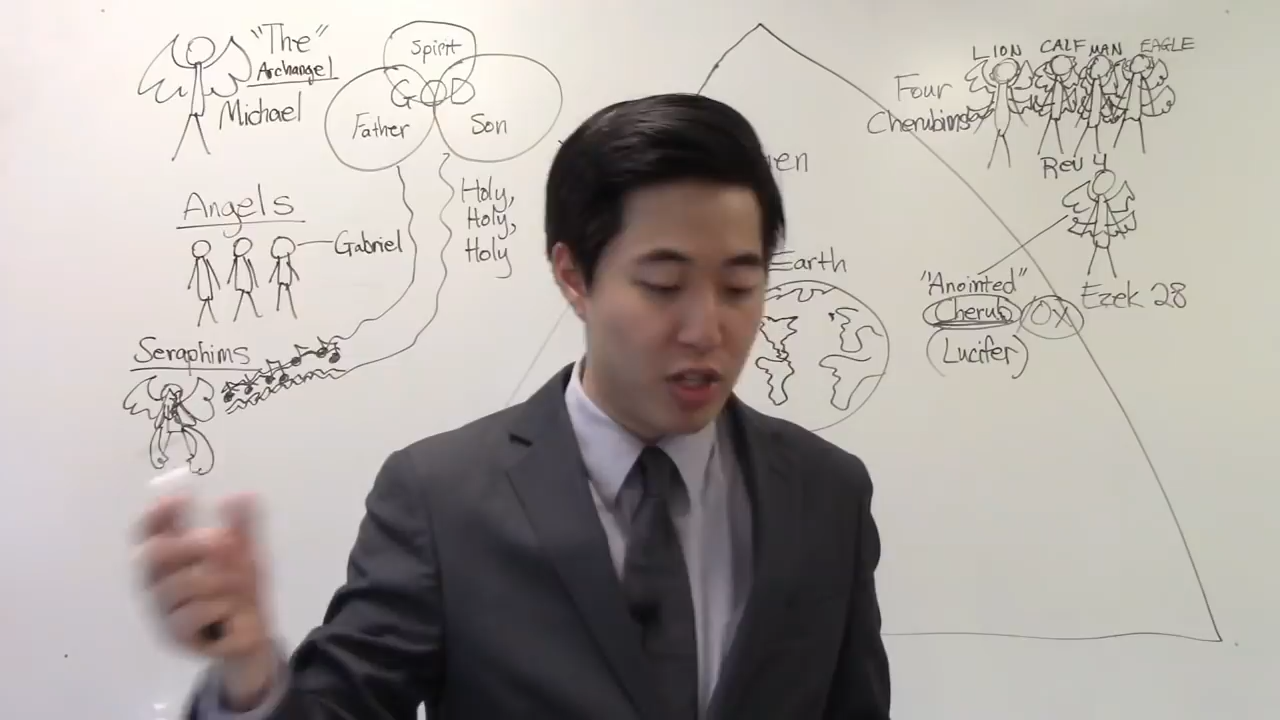 "The"
Archangel
Michael
Spirit
GOD
Father
Son
Holy,
Holy,
Holy
Angels
Gabriel
Seraphims
en
Earth
LION
CALF
MAN
EAGLE
Four
Cherubims
Rev 4
"Anointed"
Cherub
OX
Ezek 28
(Lucifer)